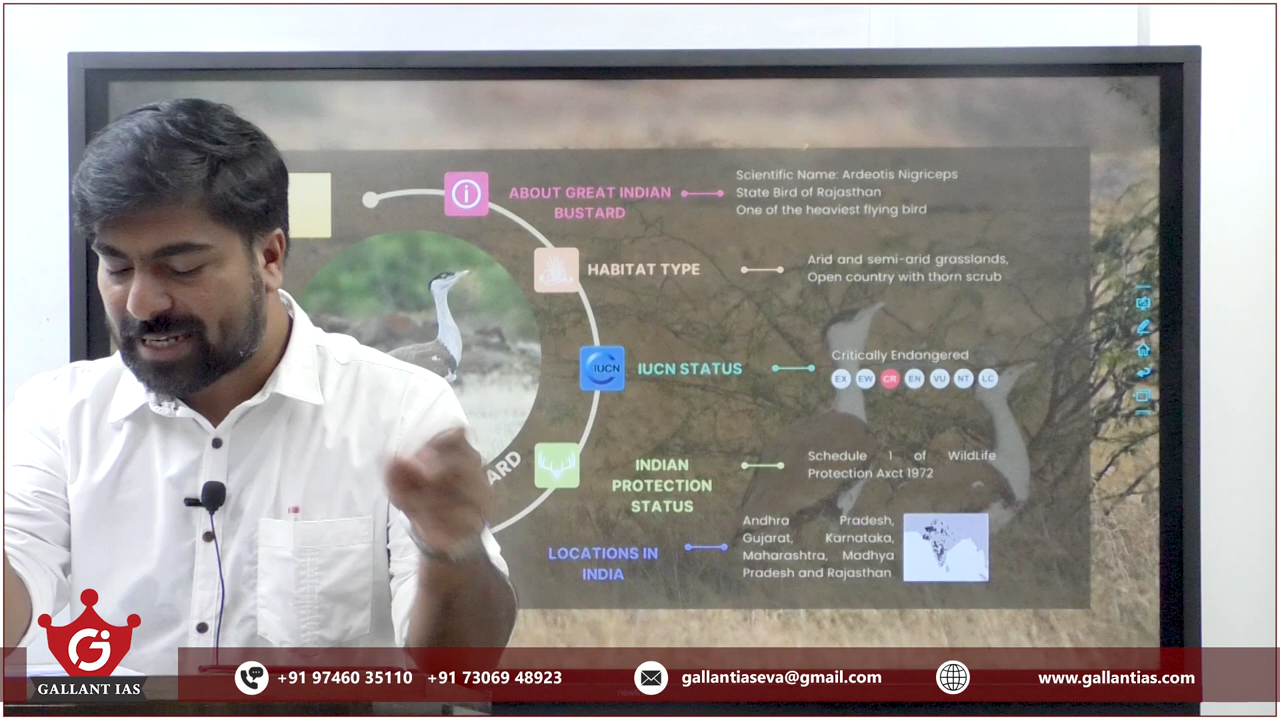 ABOUT GREAT INDIAN
BUSTARD
Scientific Name: Ardeotis Nigriceps
State Bird of Rajasthan
One of the heaviest flying bird
HABITAT TYPE
Arid and semi-arid grasslands,
Open country with thorn scrub
IUCN
IUCN STATUS
Critically Endangered
EX EW CR EN VU NT LC
ARD
INDIAN
PROTECTION
STATUS
Schedule 1 of WildLife
Protection Axct 1972
LOCATIONS IN
INDIA
Andhra Pradesh,
Gujarat, Karnataka,
Maharashtra, Madhya
Pradesh and Rajasthan
Gi
GALLANT IAS
+91 97460 35110 +91 73069 48923
gallantiaseva@gmail.com
www.gallantias.com